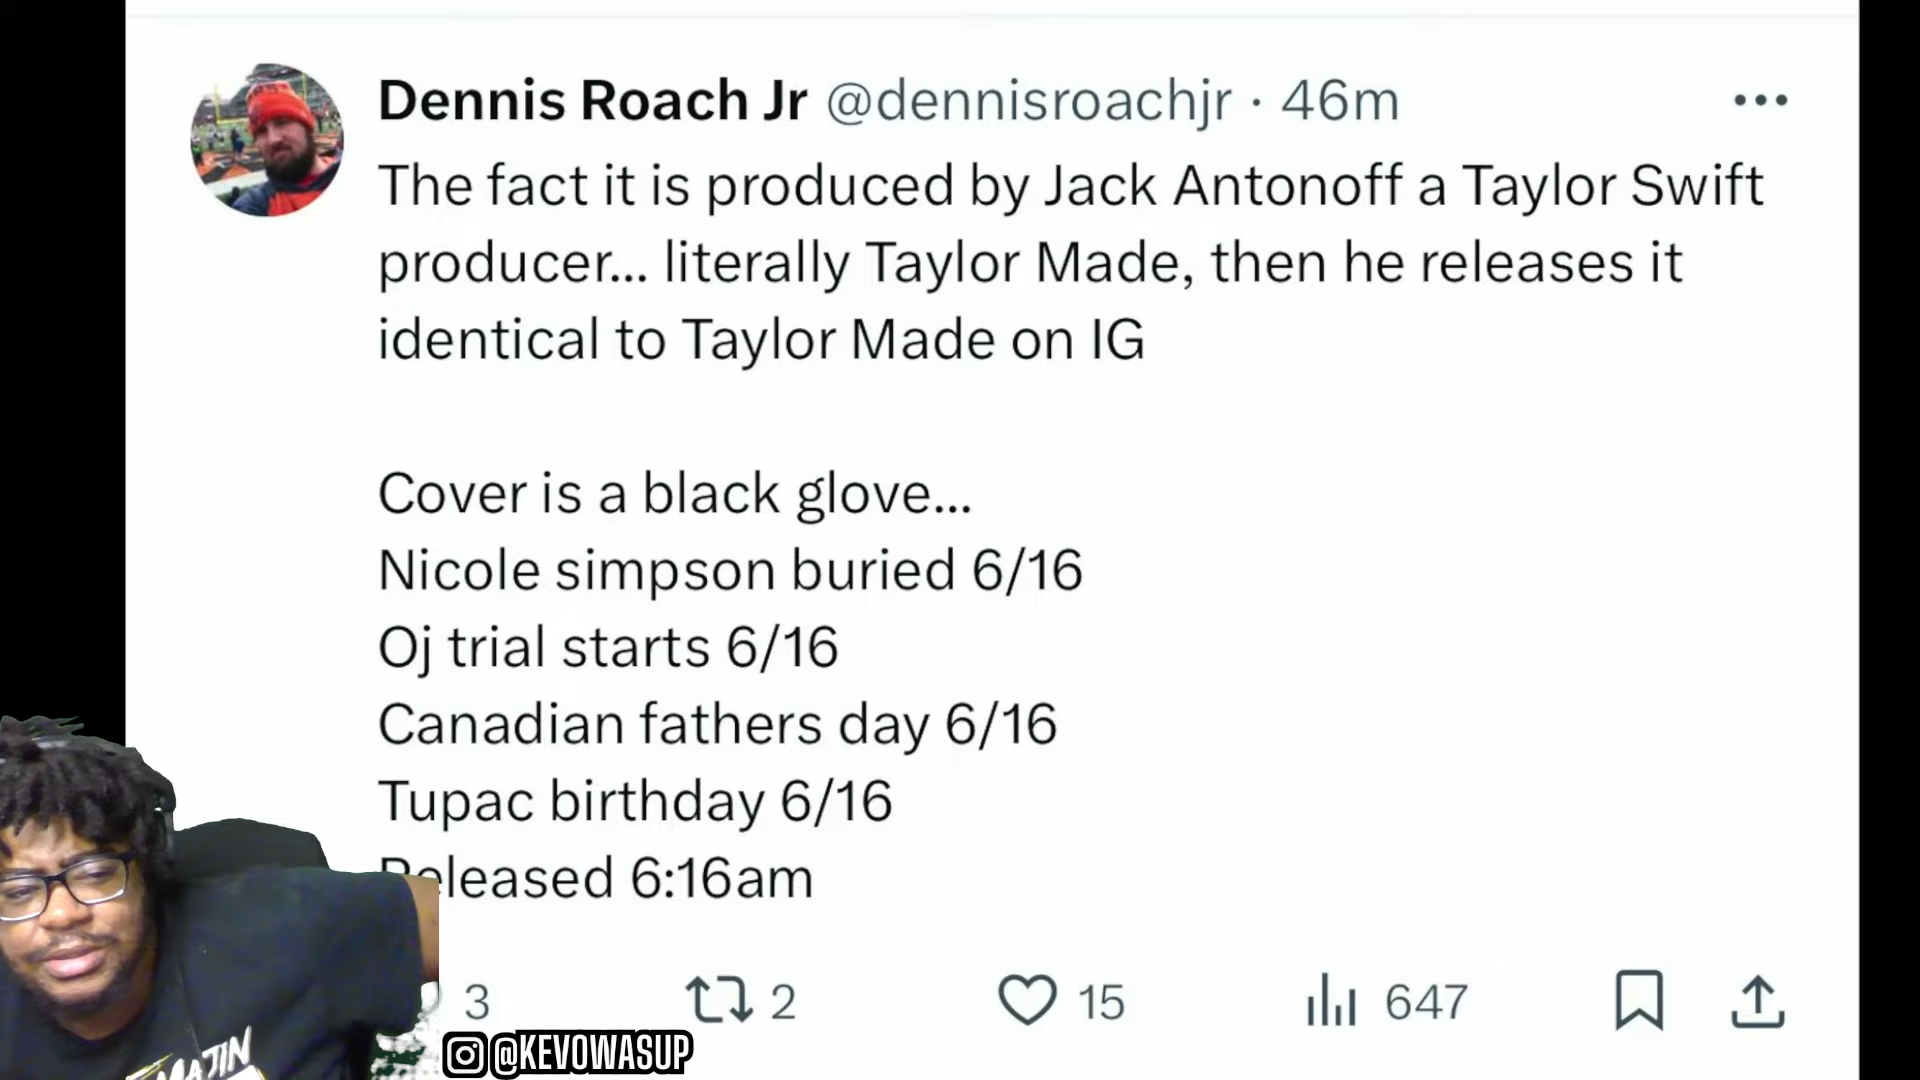 Dennis Roach Jr @dennisroachjr · 46m
The fact it is produced by Jack Antonoff a Taylor Swift
producer... literally Taylor Made, then he releases it
identical to Taylor Made on IG
Cover is a black glove...
Nicole simpson buried 6/16
Oj trial starts 6/16
Canadian fathers day 6/16
Tupac birthday 6/16
Released 6:16am
3 2 15 647
MAJIN
@KEVOWASUP